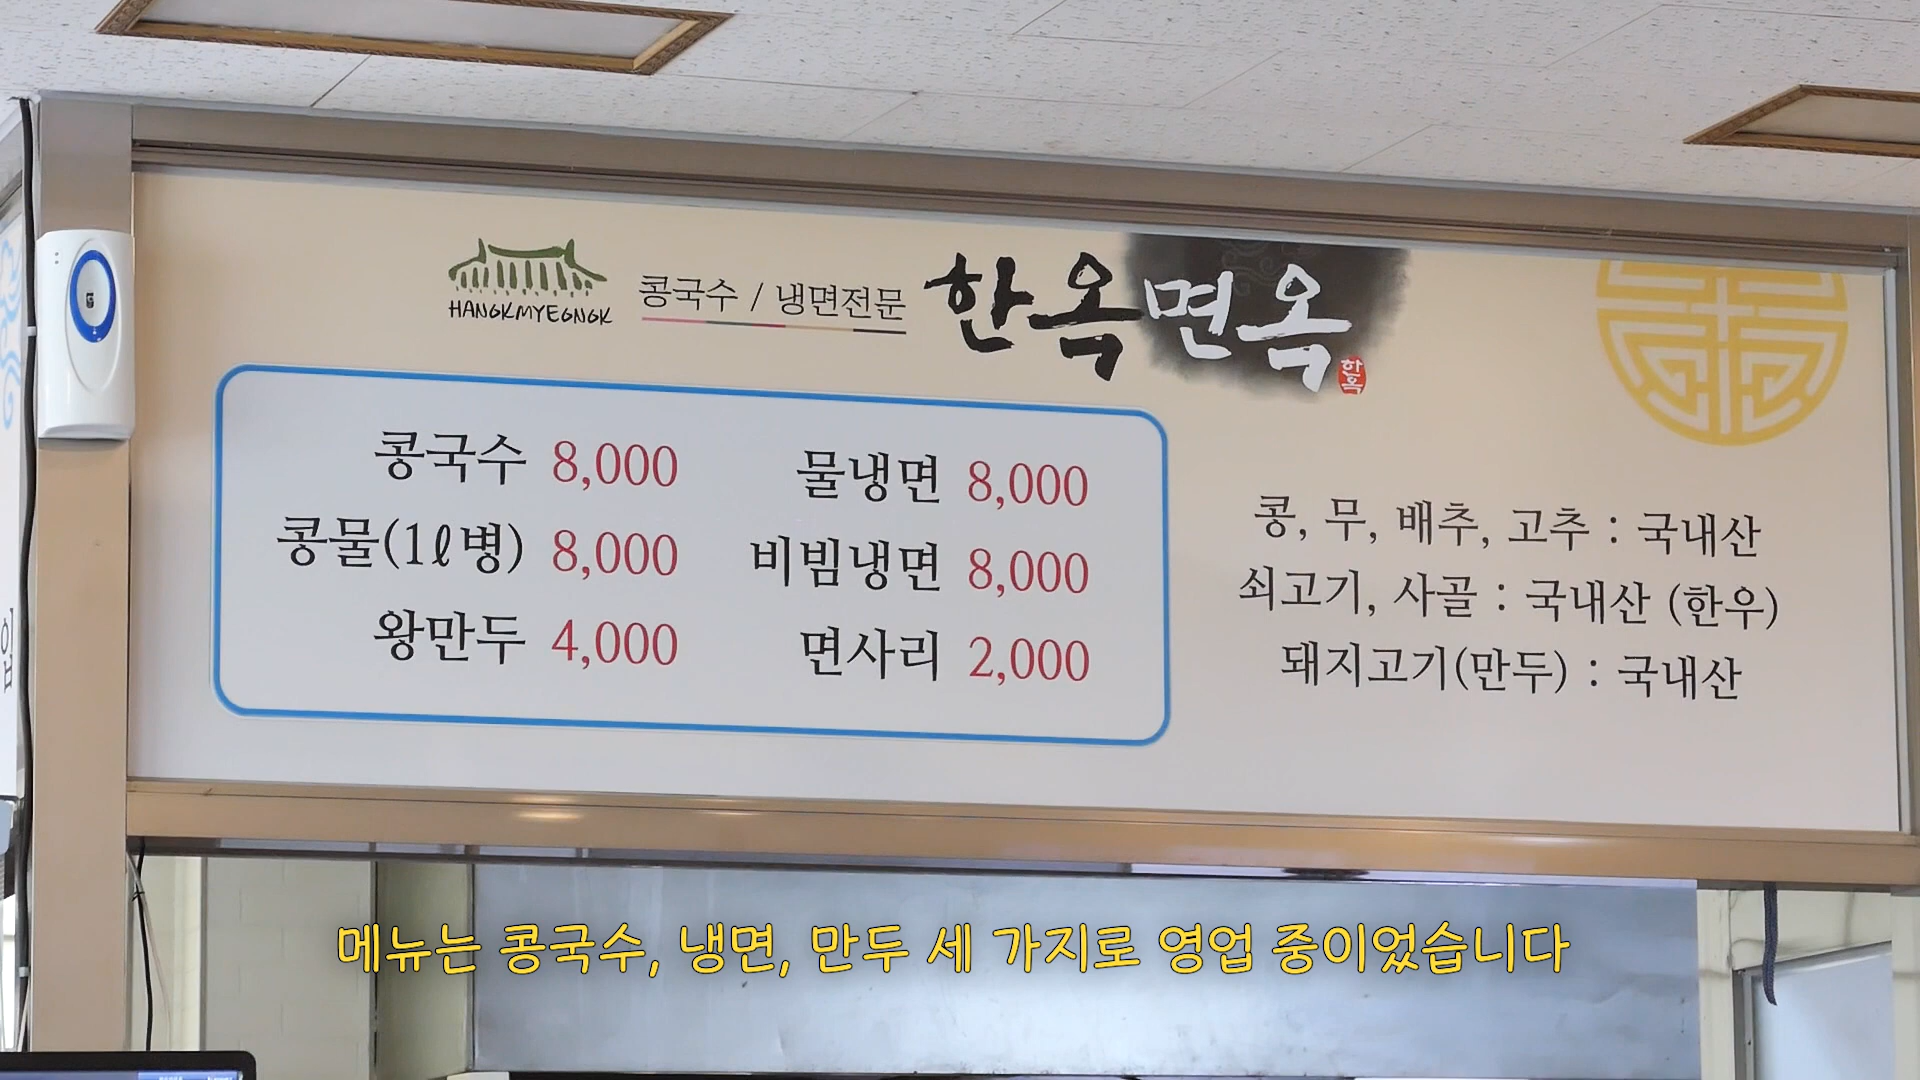 HANGKMYEONGK
콩국수 / 냉면전문
한옥면옥
한옥
콩국수 8,000
콩물(1ℓ병) 8,000
왕만두 4,000
물냉면 8,000
비빔냉면 8,000
면사리 2,000
콩, 무, 배추, 고추 : 국내산
쇠고기, 사골 : 국내산 (한우)
돼지고기(만두) : 국내산
메뉴는 콩국수, 냉면, 만두 세 가지로 영업 중이었습니다